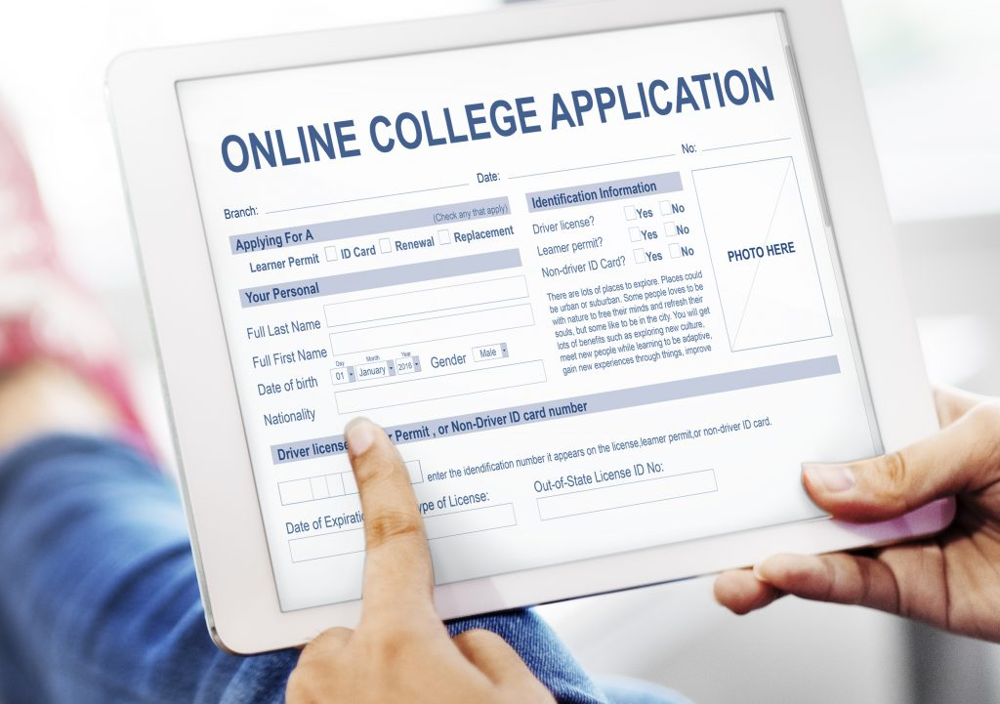 ONLINE COLLEGE APPLICATION
Branch: Date: No:
Applying For A (Check any that apply)
Learner Permit ID Card Renewal Replacement
Your Personal
Full Last Name
Full First Name
Day Month Year
Date of birth 01 January 2016 Gender Male
Nationality
Identification Information
Driver license? Yes No
Learner permit? Yes No
Non-driver ID Card? Yes No
There are lots of places to explore. Places could
be urban or suburban. Some people loves to be
with nature to free their minds and refresh their
souls, but some like to be in the city. You will get
lots of benefits such as exploring new culture,
meet new people while learning to be adaptive,
gain new experiences through things, improve
PHOTO HERE
Driver license Permit , or Non-Driver ID card number
enter the identification number it appears on the license,learner permit,or non-driver ID card.
Date of of License:
Out-of-State License ID No: